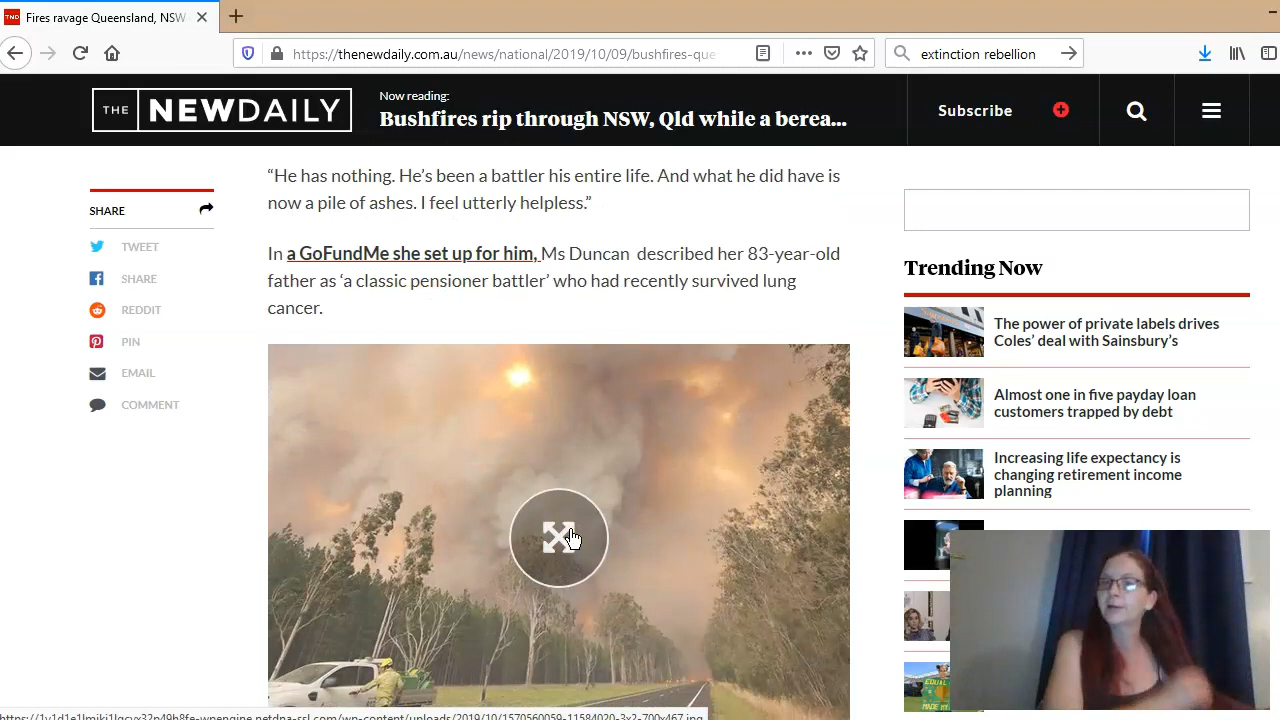 TND Fires ravage Queensland, NSW
https://thenewdaily.com.au/news/national/2019/10/09/bushfires-que
extinction rebellion
THE NEWDAILY
Now reading:
Bushfires rip through NSW, Qld while a berea...
Subscribe
“He has nothing. He’s been a battler his entire life. And what he did have is
now a pile of ashes. I feel utterly helpless.”
In a GoFundMe she set up for him, Ms Duncan described her 83-year-old
father as ‘a classic pensioner battler’ who had recently survived lung
cancer.
SHARE
TWEET
SHARE
REDDIT
PIN
EMAIL
COMMENT
Trending Now
The power of private labels drives
Coles’ deal with Sainsbury’s
Almost one in five payday loan
customers trapped by debt
Increasing life expectancy is
changing retirement income
planning